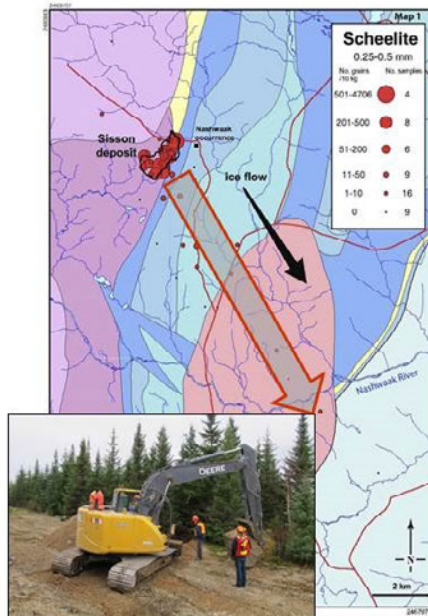 Map 1
Scheelite
0.25-0.5 mm
No. grains No. samples
/10 kg
501-4706 4
201-500 8
51-200 6
11-50 9
1-10 16
0 9
Sisson
deposit
Nashwaak
occurrence
Ice flow
Nashwaak River
DEERE
N
2 km